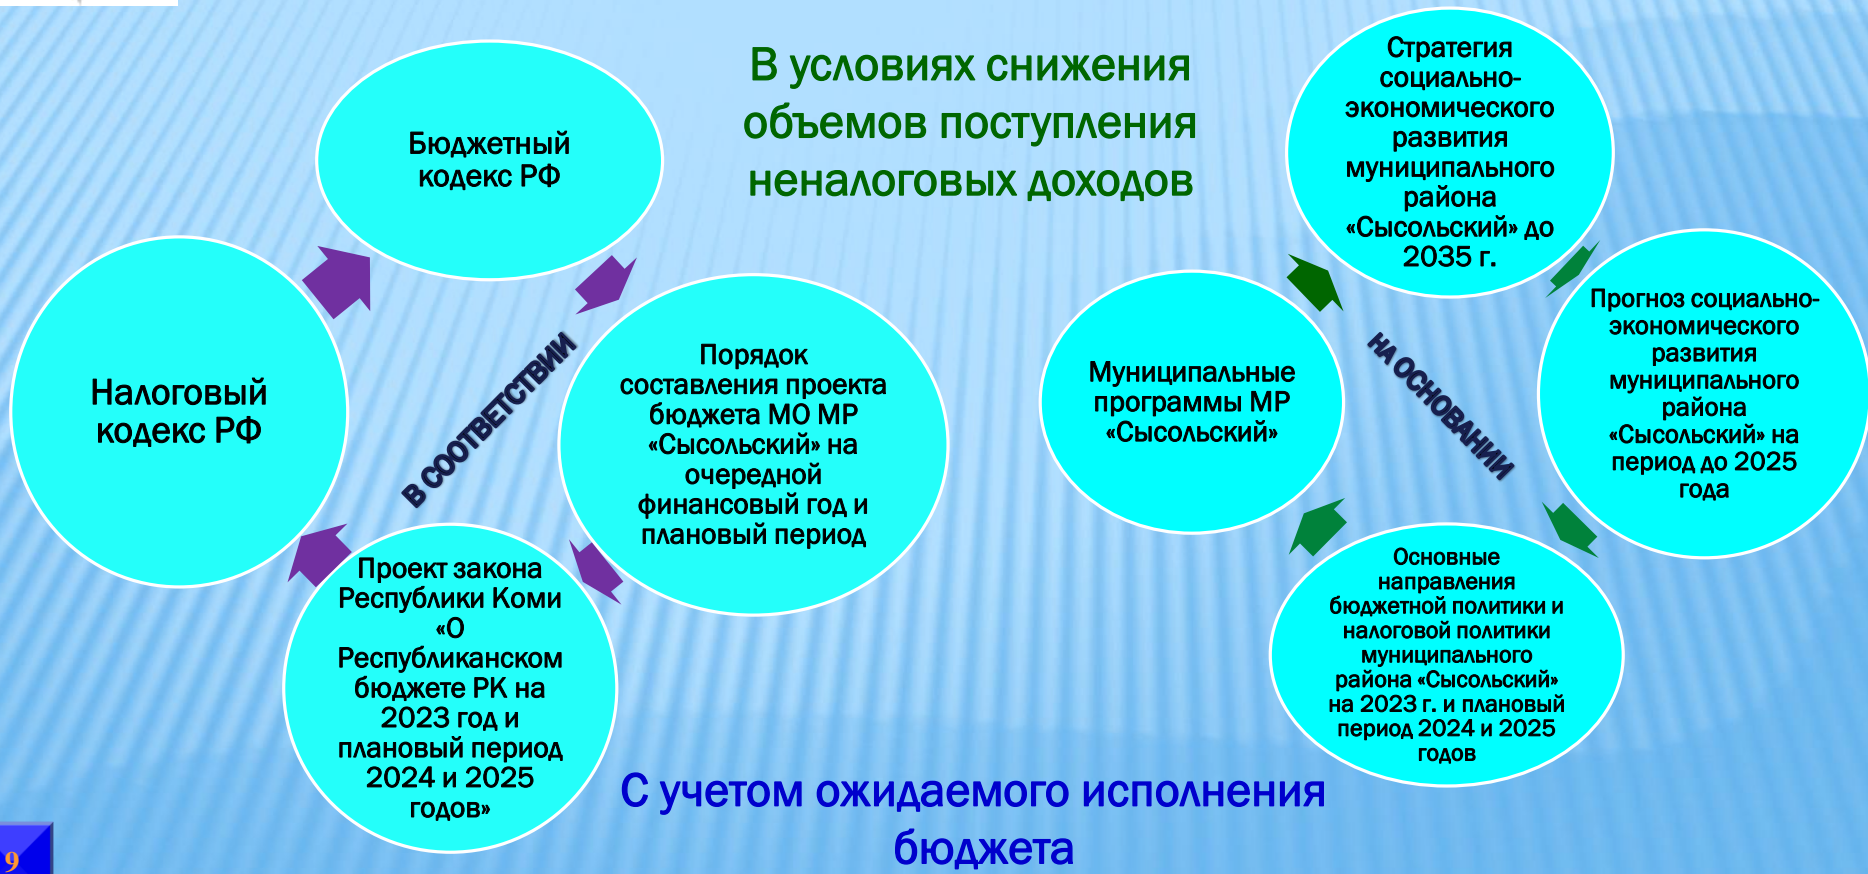 В условиях снижения
объемов поступления
неналоговых доходов
Бюджетный
кодекс РФ
Налоговый
кодекс РФ
В СООТВЕТСТВИИ
Порядок
составления проекта
бюджета МО МР
«Сысольский» на
очередной
финансовый год и
плановый период
Проект закона
Республики Коми
«О
Республиканском
бюджете РК на
2023 год и
плановый период
2024 и 2025
годов»
Стратегия
социально-
экономического
развития
муниципального
района
«Сысольский» до
2035 г.
Муниципальные
программы МР
«Сысольский»
НА ОСНОВАНИИ
Прогноз социально-
экономического
развития
муниципального
района
«Сысольский» на
период до 2025
года
Основные
направления
бюджетной политики и
налоговой политики
муниципального
района «Сысольский»
на 2023 г. и плановый
период 2024 и 2025
годов
С учетом ожидаемого исполнения
бюджета
9